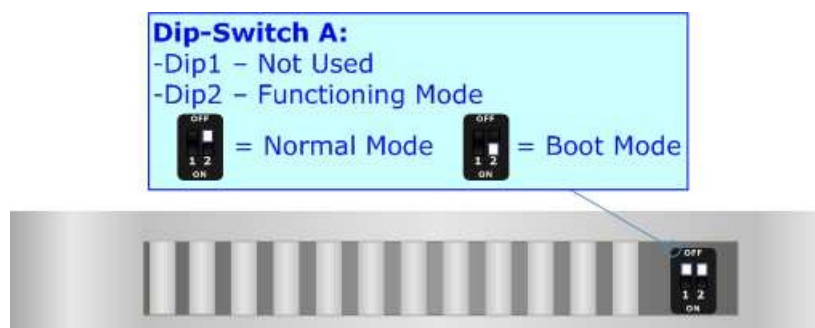 Dip-Switch A:
-Dip1 – Not Used
-Dip2 – Functioning Mode
OFF
1 2
ON
= Normal Mode
OFF
1 2
ON
= Boot Mode
OFF
1 2
ON